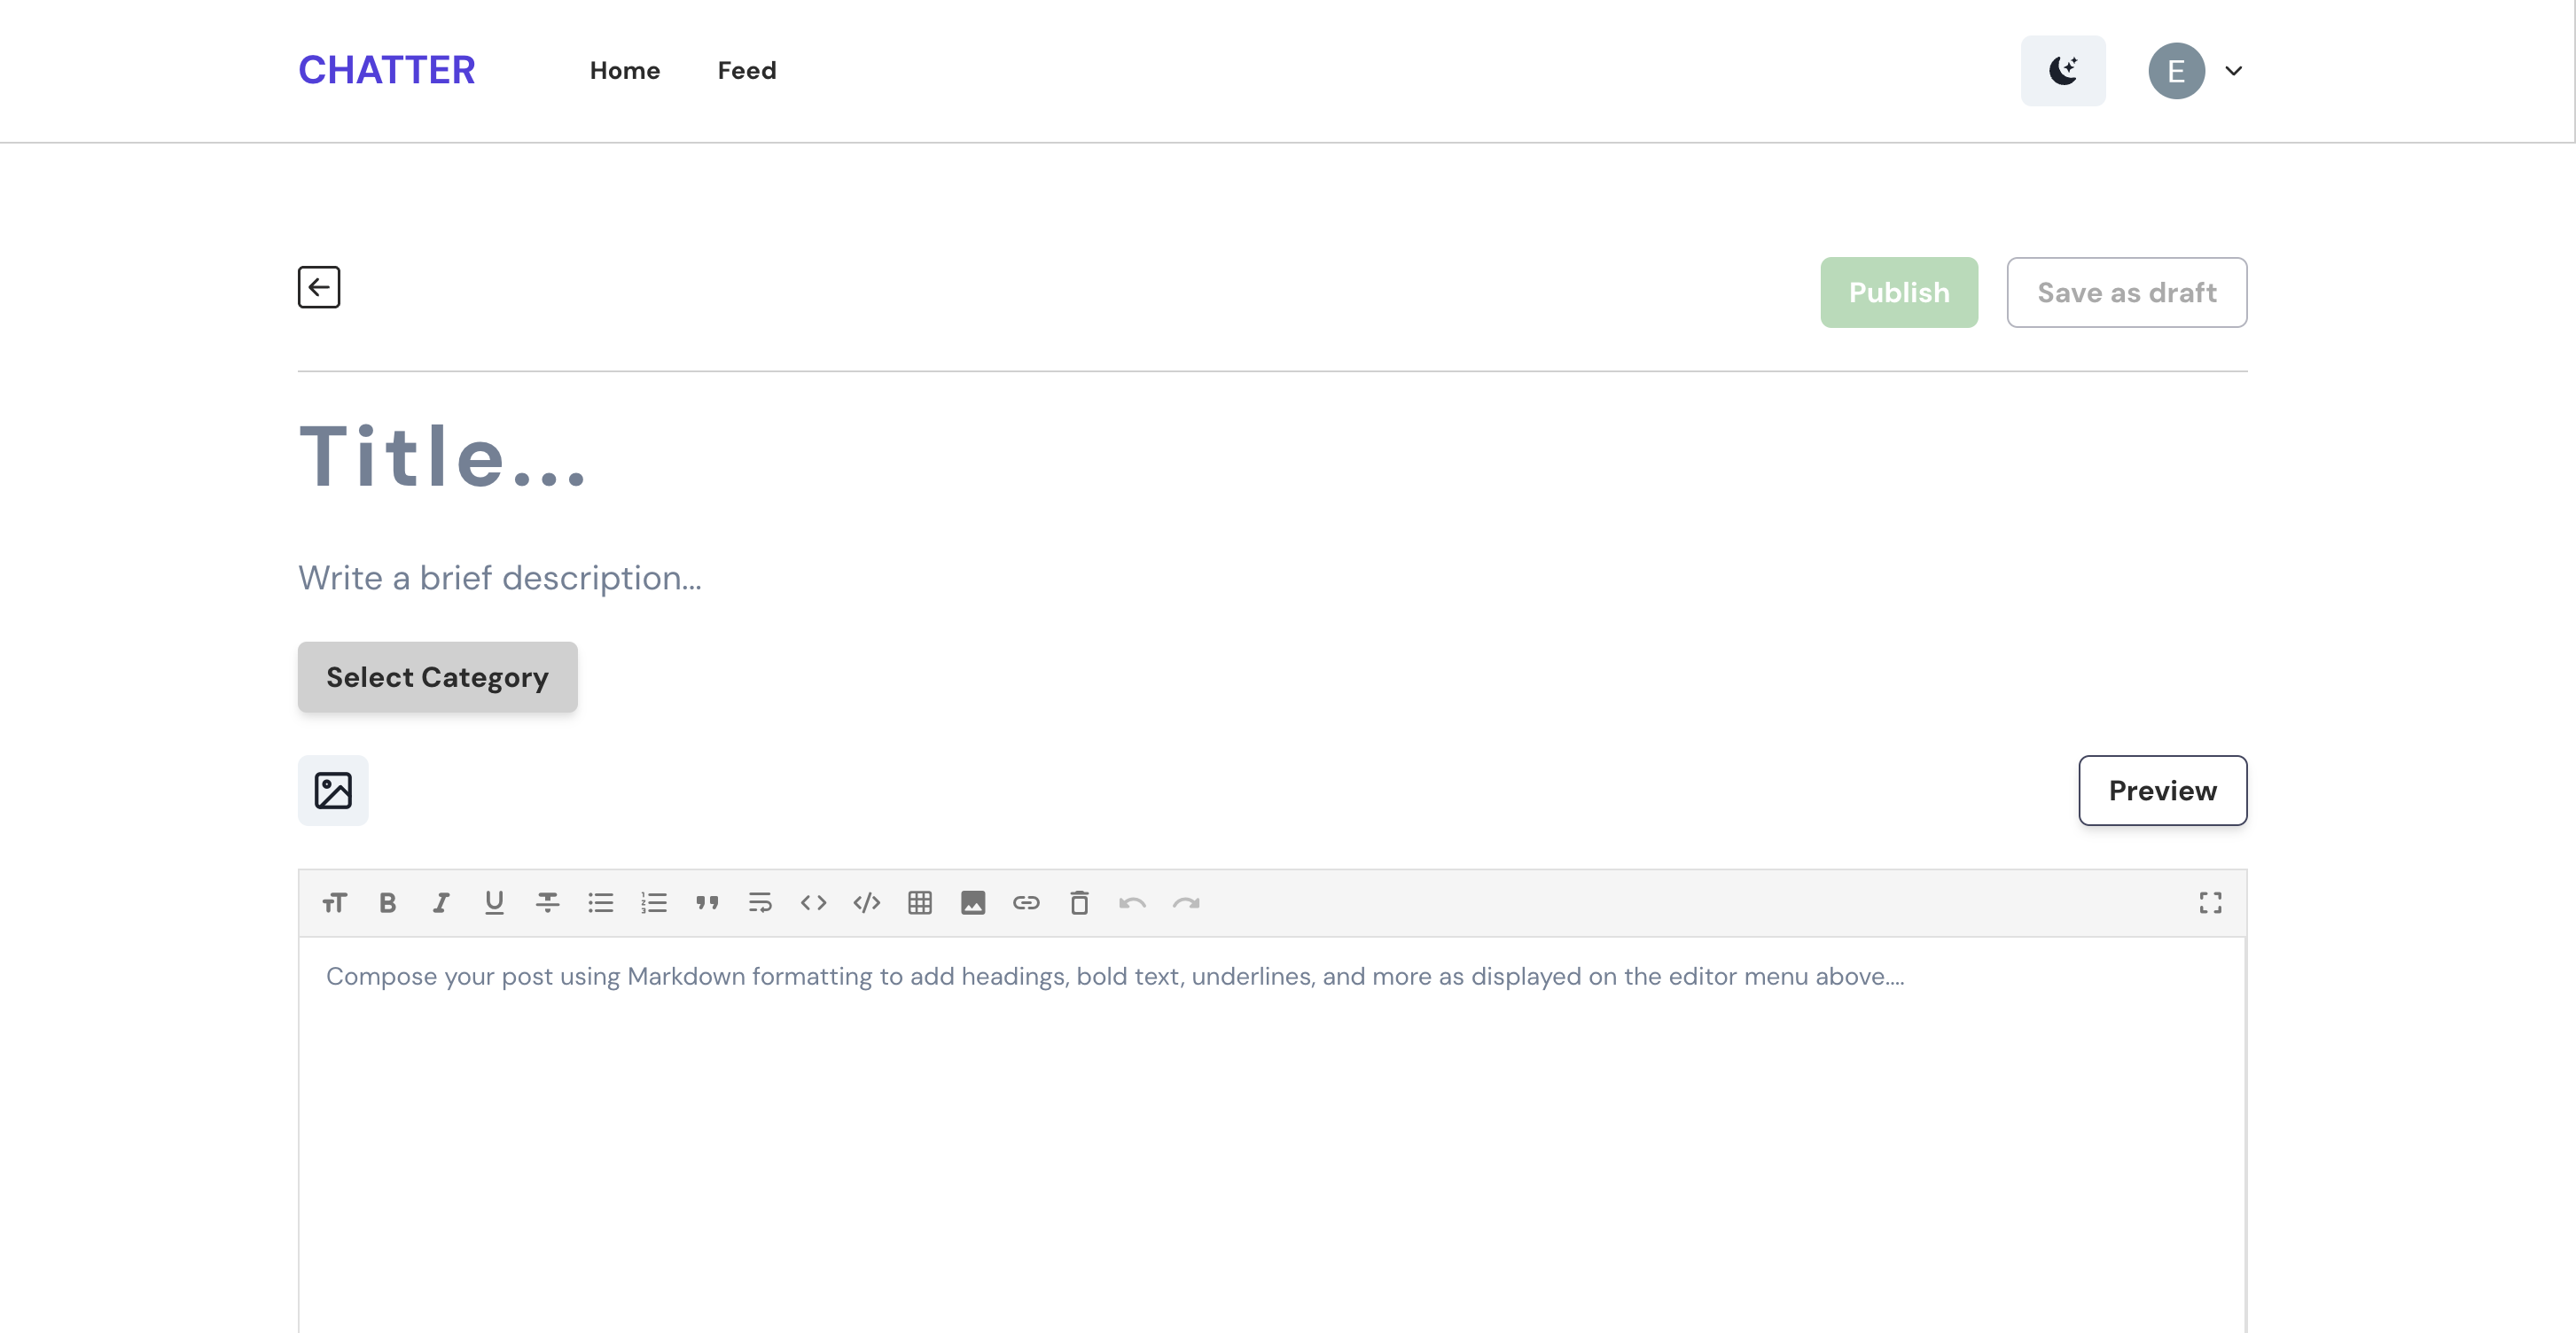 CHATTER Home Feed E
Publish Save as draft
Title...
Write a brief description...
Select Category
Preview
Compose your post using Markdown formatting to add headings, bold text, underlines, and more as displayed on the editor menu above....